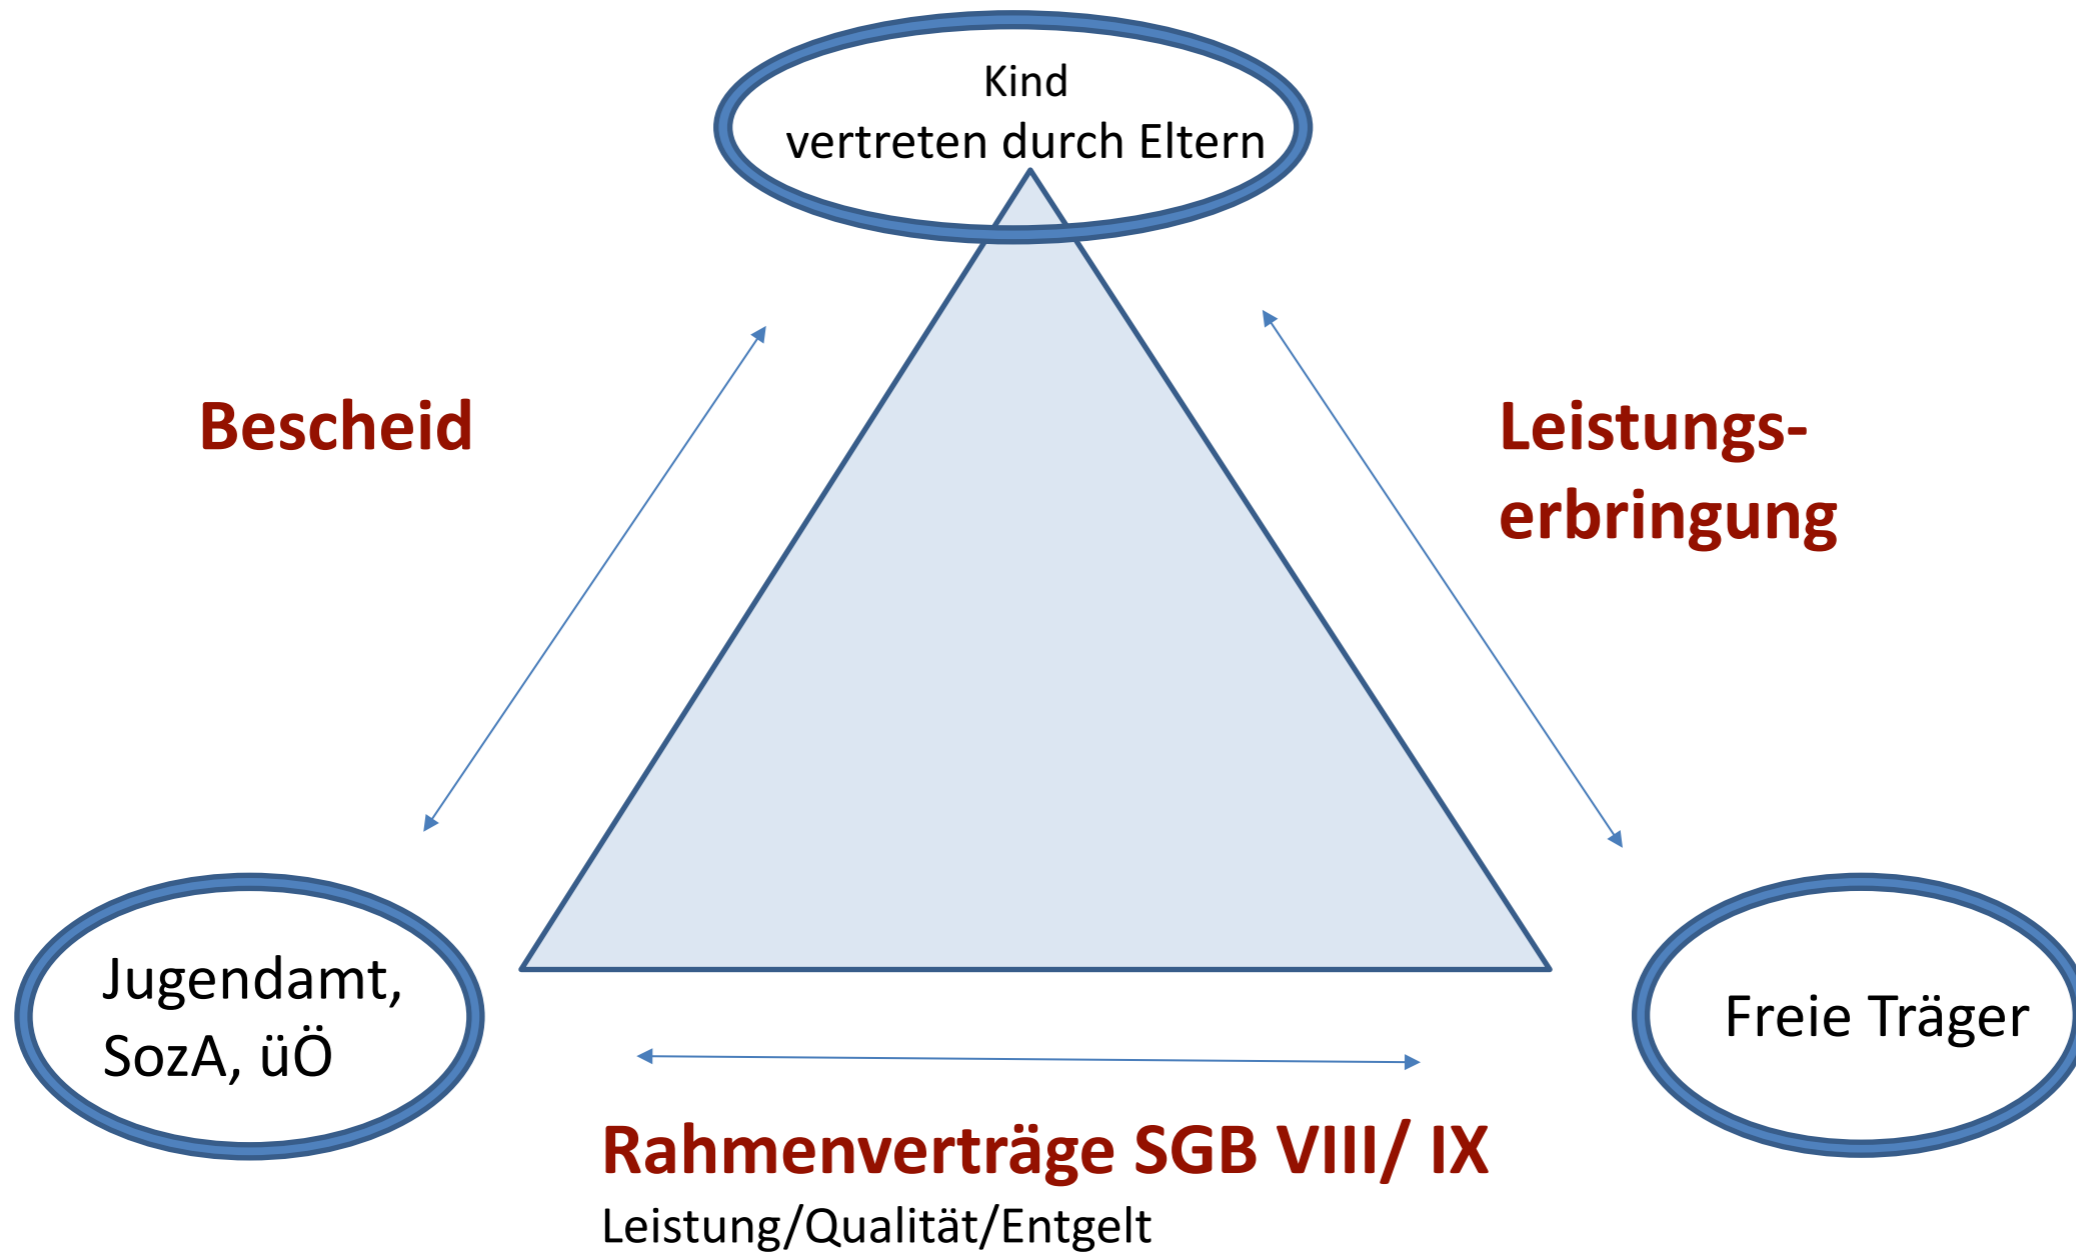 Kind
vertreten durch Eltern
Bescheid
Leistungs-
erbringung
Jugendamt,
SozA, üÖ
Freie Träger
Rahmenverträge SGB VIII/ IX
Leistung/Qualität/Entgelt